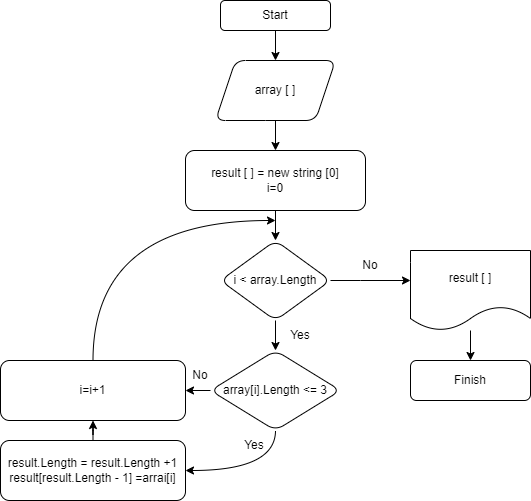 Start
array [ ]
result [ ] = new string [0]
i=0
i < array.Length
No
result [ ]
Yes
Finish
No
array[i].Length <= 3
i=i+1
Yes
result.Length = result.Length +1
result[result.Length - 1] =arrai[i]